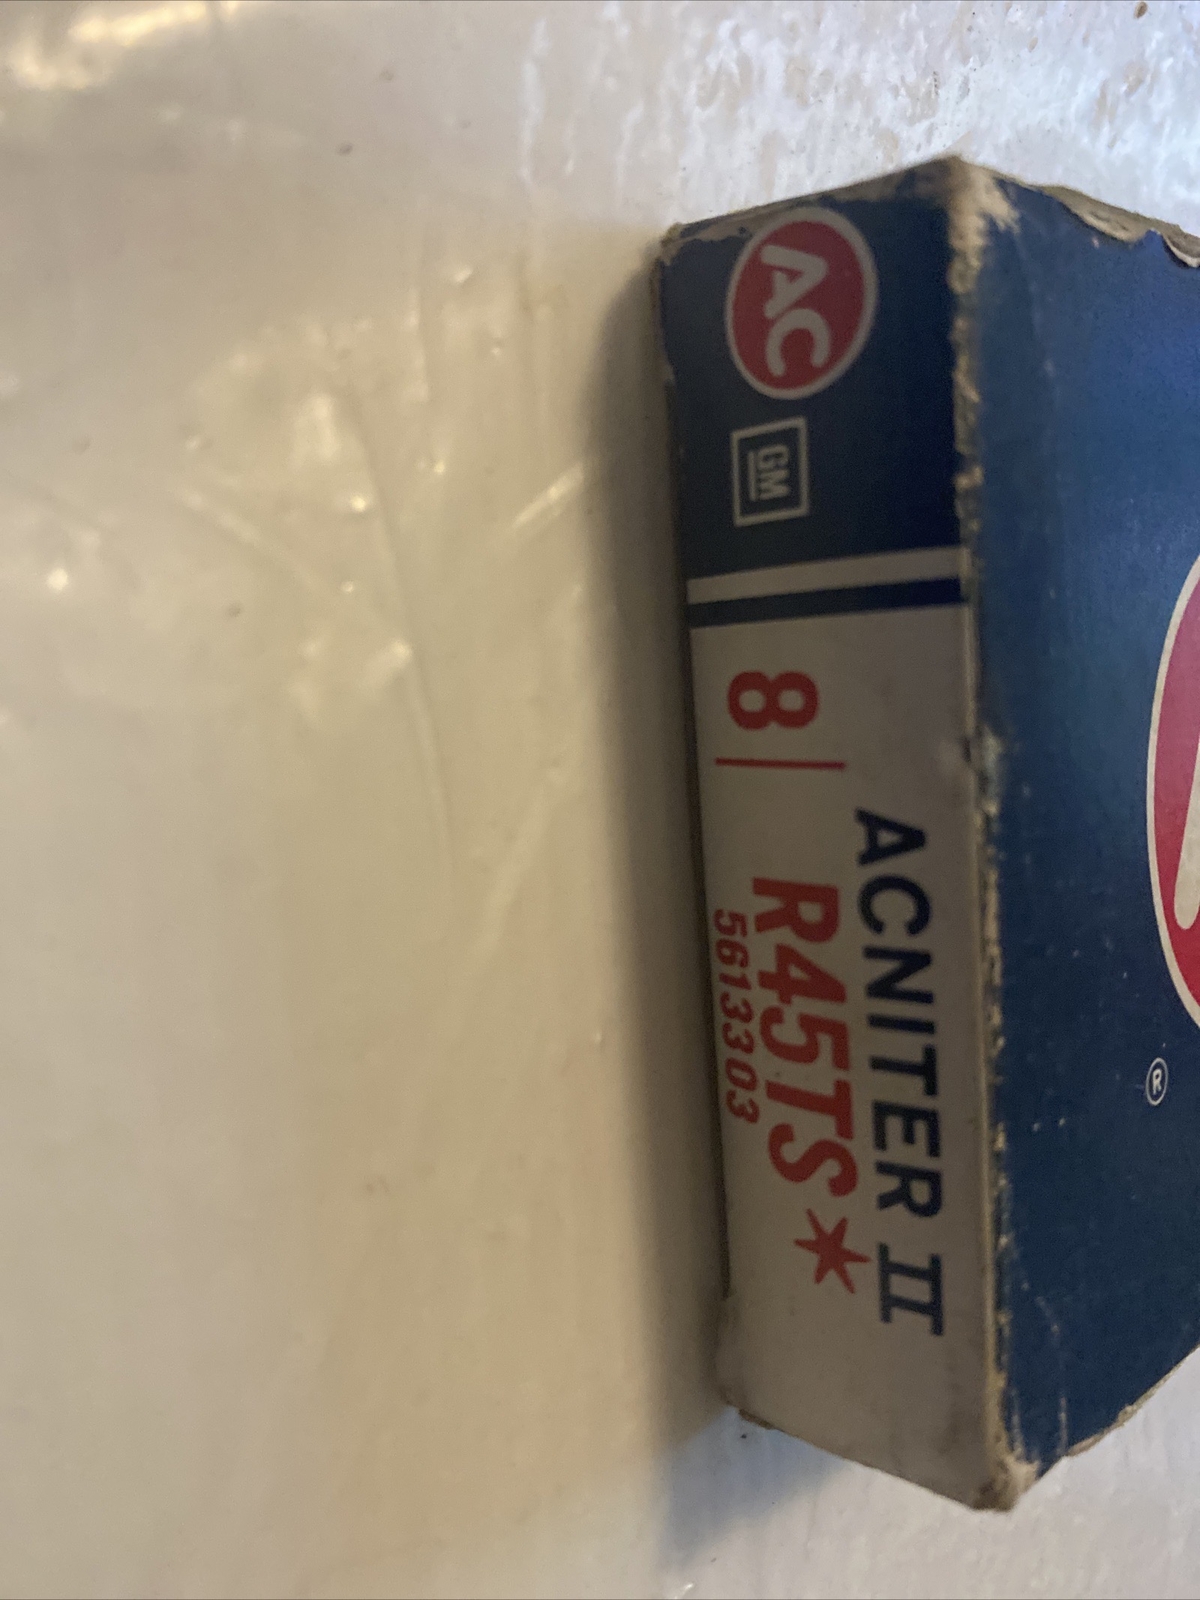 AC
GM
8
ACNITER II
R45TS*
5613303
®